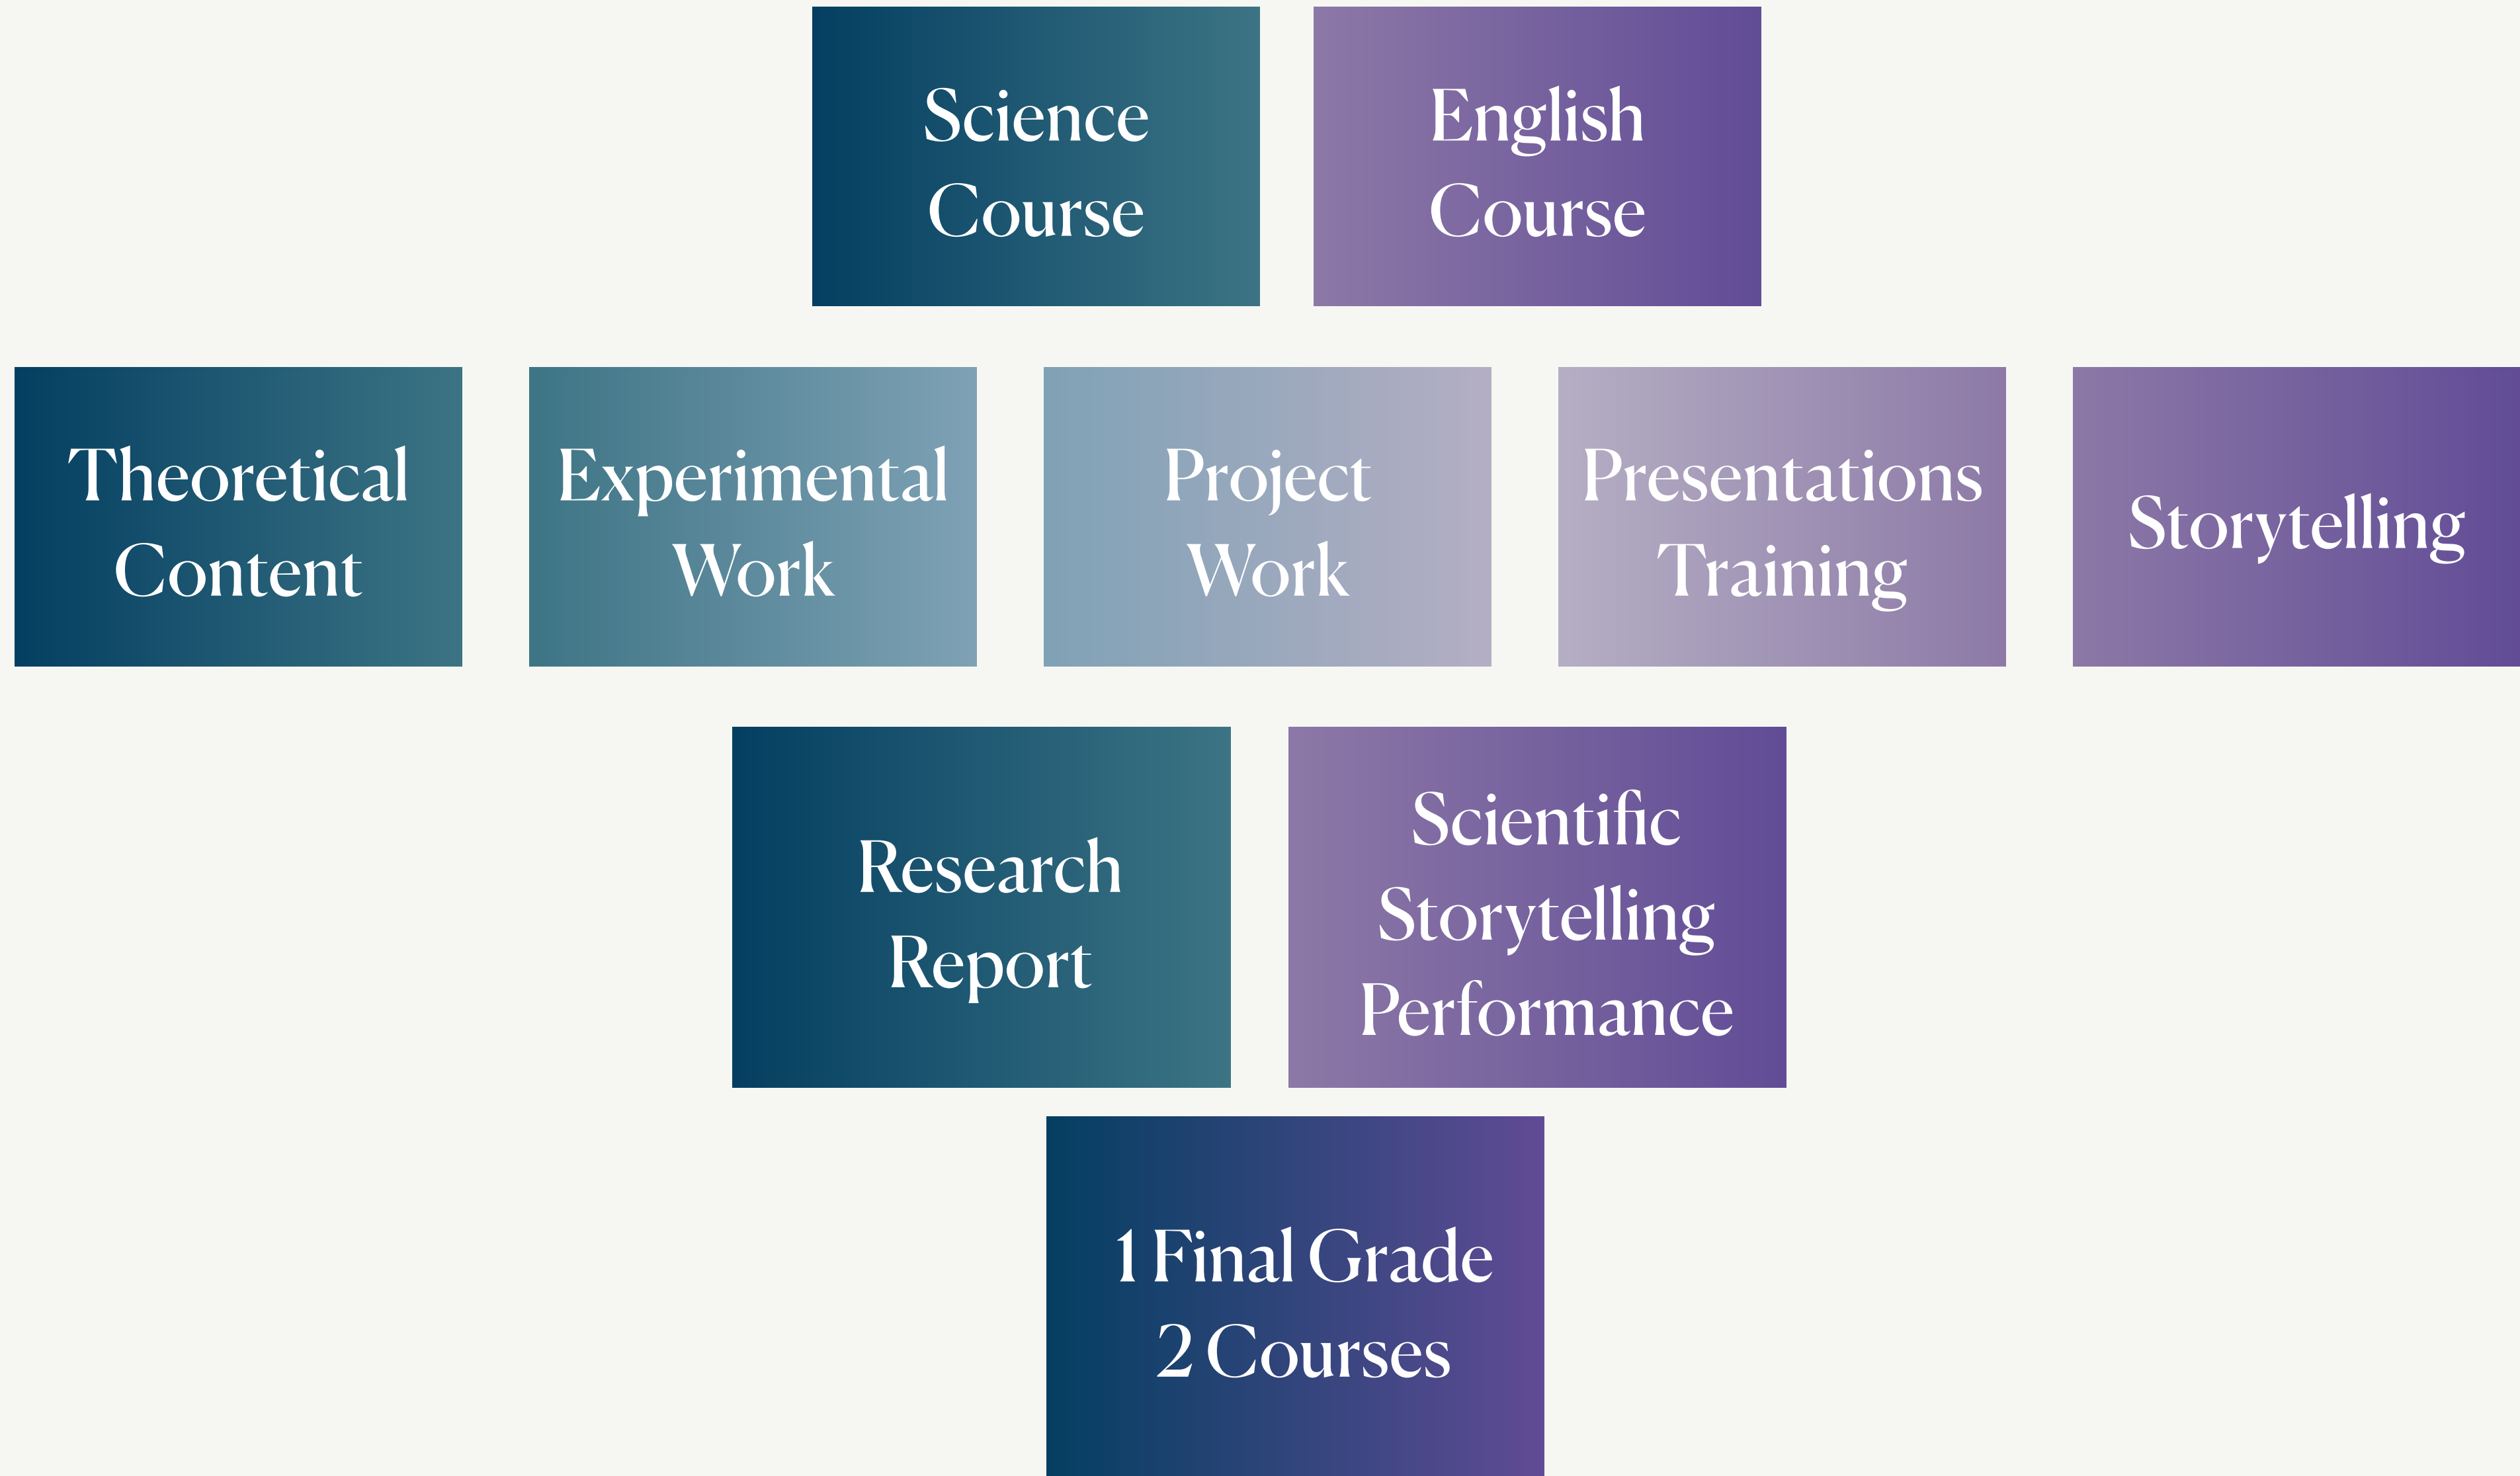 Science
Course
English
Course
Theoretical
Content
Experimental
Work
Project
Work
Presentations
Training
Storytelling
Research
Report
Scientific
Storytelling
Performance
1 Final Grade
2 Courses